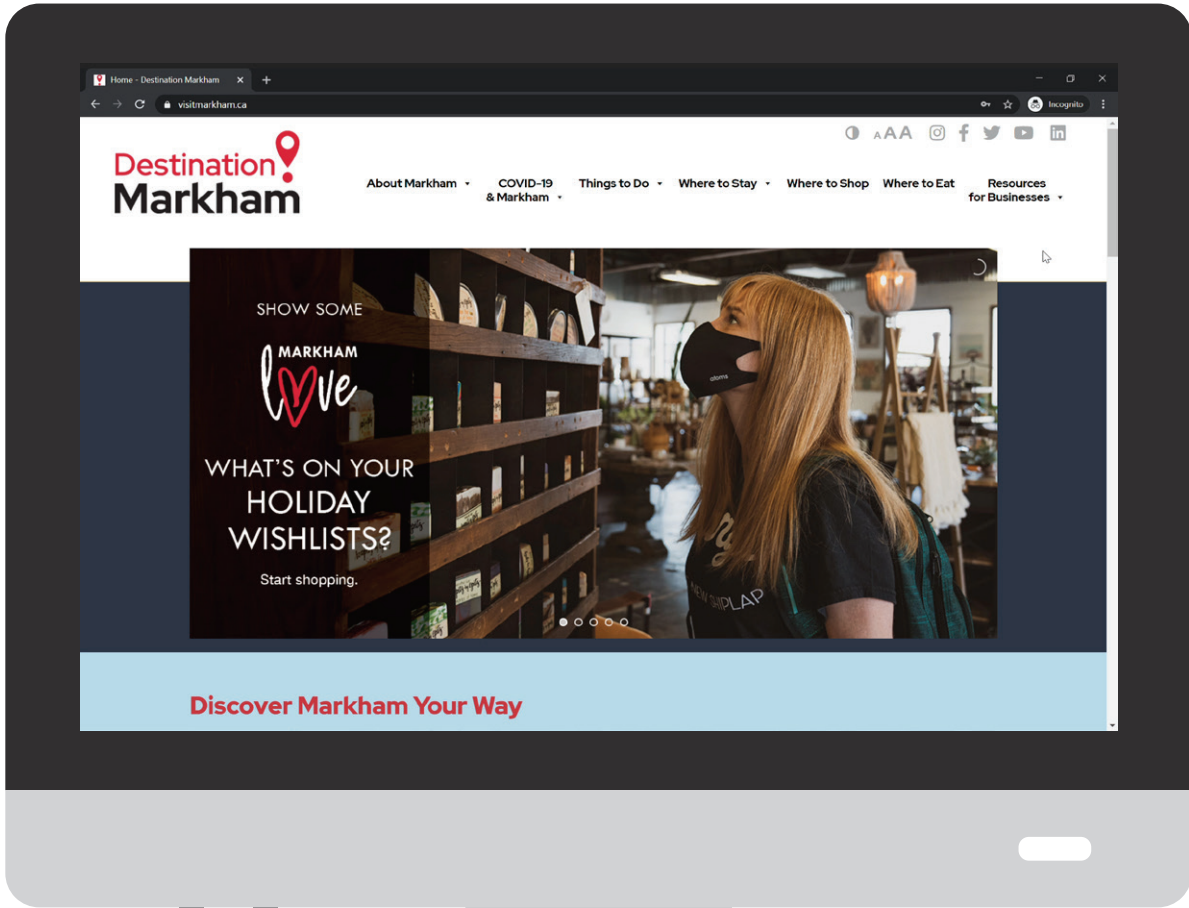 Home - Destination Markham
visitmarkham.ca
Incognito
AAA
Destination
Markham
About Markham
COVID-19
& Markham
Things to Do
Where to Stay
Where to Shop
Where to Eat
Resources
for Businesses
SHOW SOME
MARKHAM
love
WHAT'S ON YOUR
HOLIDAY
WISHLISTS?
Start shopping.
atoms
SHIPLAP
Discover Markham Your Way